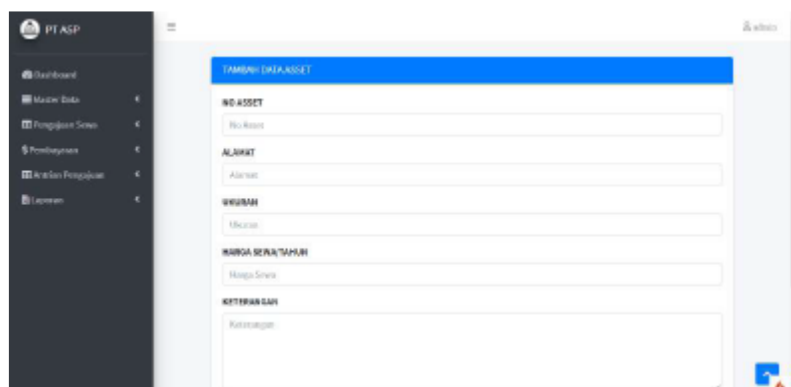 PT ASP
admin
Dashboard
Master Data
Pengajuan Sewa
Pembayaran
Antrian Pengajuan
Laporan
TAMBAH DATA ASSET
NO ASSET
No Asset
ALAMAT
Alamat
UKURAN
Ukuran
HARGA SEWA/TAHUN
Harga Sewa
KETERANGAN
Keterangan